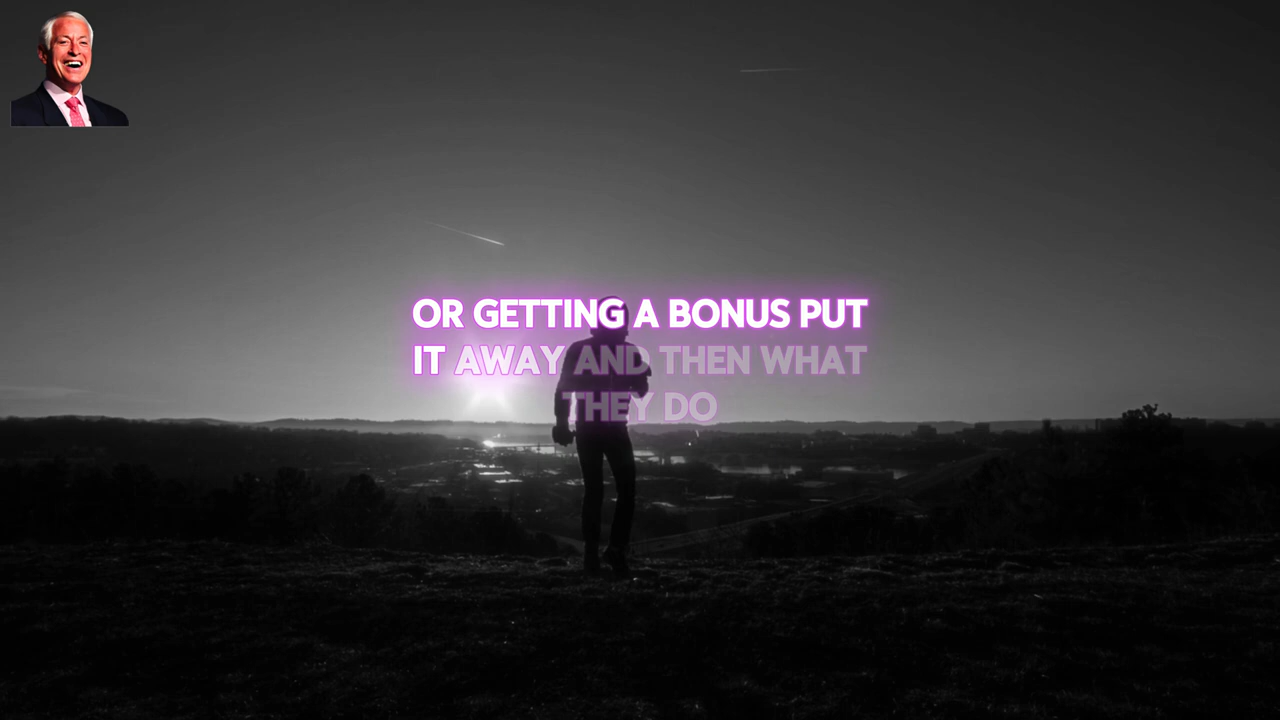 OR GETTING A BONUS PUT
IT AWAY AND THEN WHAT
THEY DO